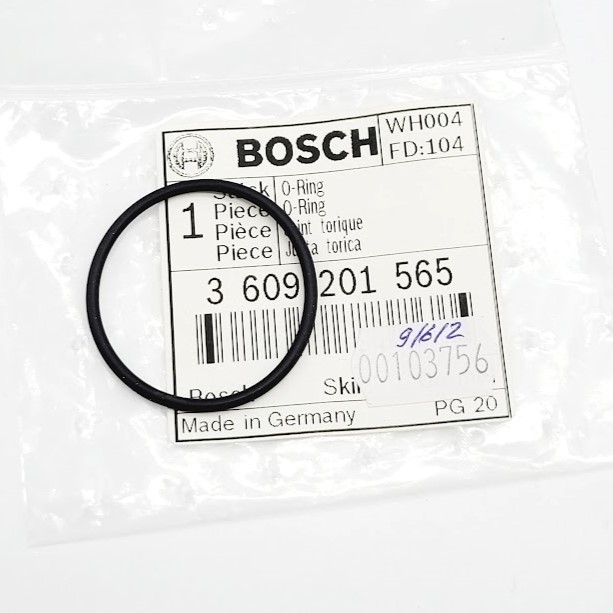 BOSCH
WH004
FD:104
1
Piece
Pièce
Piece
O-Ring
O-Ring
torique
torica
3 609 201 565
9/6/2
00103756
Made in Germany
PG 20